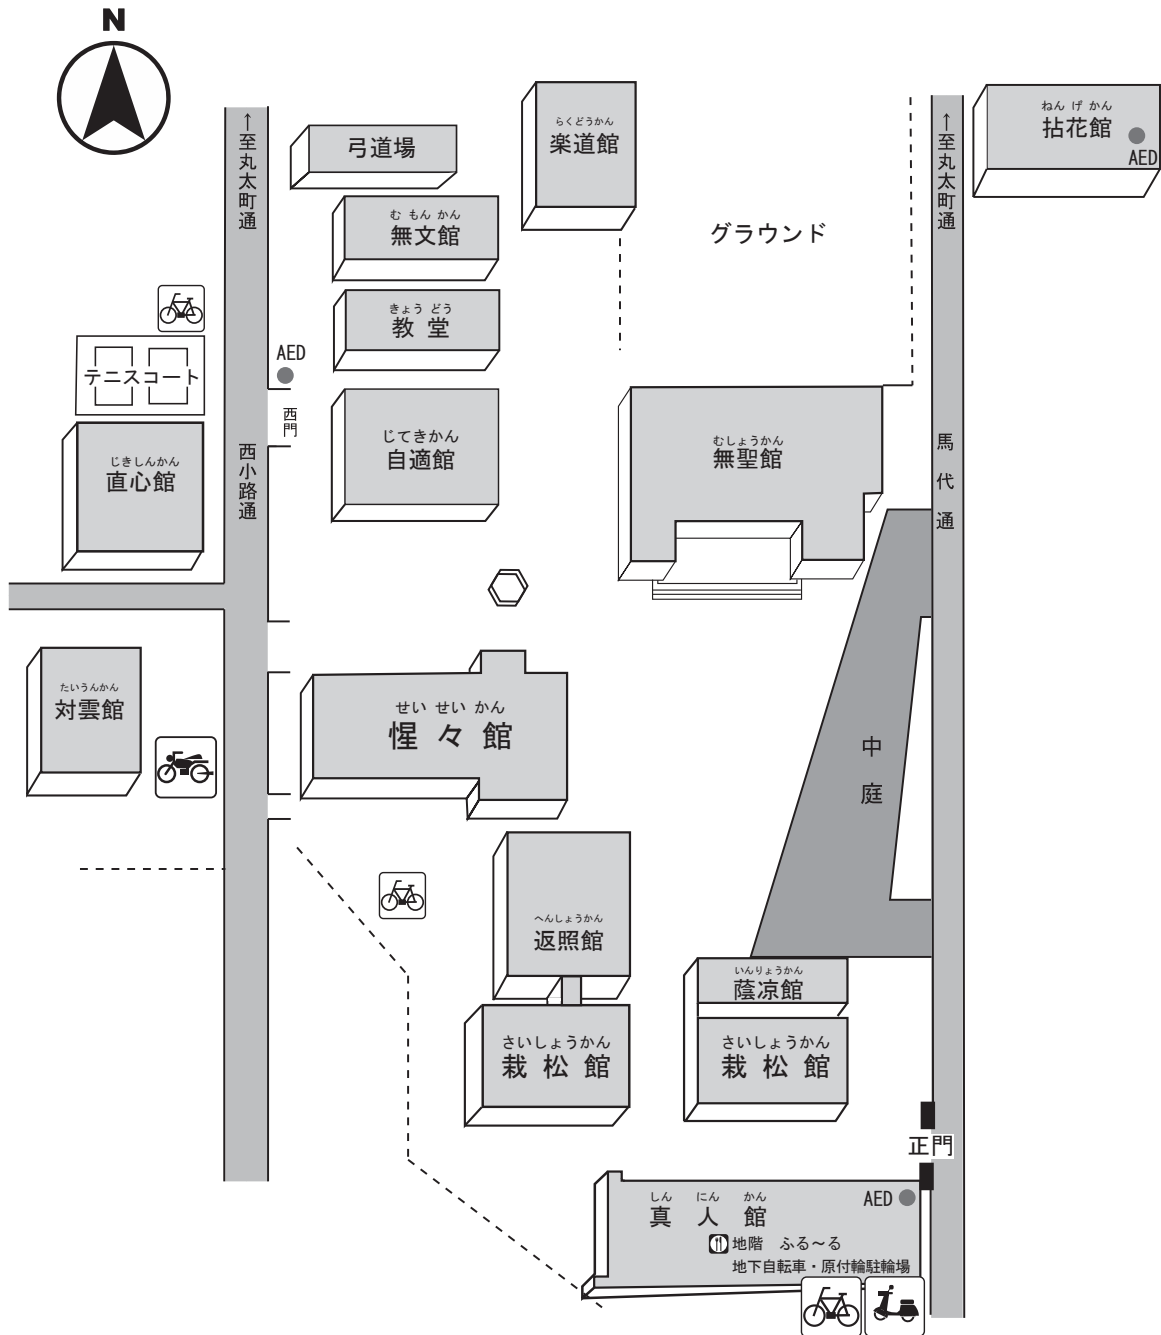 N
↑至丸太町通
弓道場
らくどうかん
楽道館
↑至丸太町通
ねんげかん
拈花館
AED
むもんかん
無文館
グラウンド
きょうどう
教堂
AED
テニスコート
西門
じきしんかん
直心館
西小路通
じてきかん
自適館
むしょうかん
無聖館
馬代通
たいうんかん
対雲館
せいせいかん
惺々館
中庭
へんしょうかん
返照館
いんりょうかん
蔭凉館
さいしょうかん
栽松館
さいしょうかん
栽松館
正門
しんにんかん
真人館
AED
地階 ふる～る
地下自転車・原付輪駐輪場